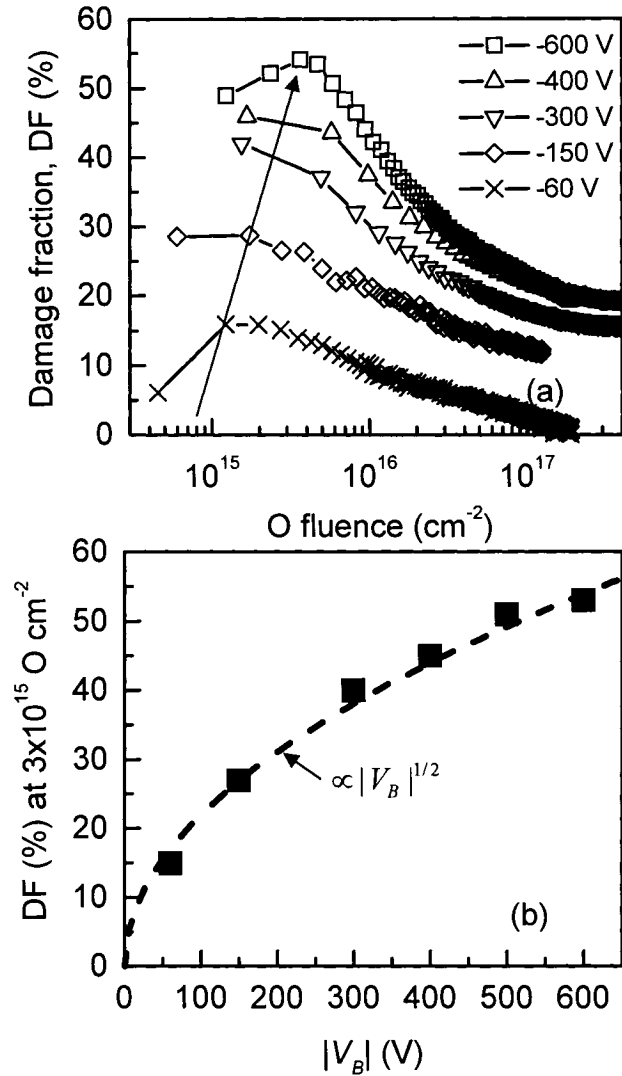 60
50
40
30
20
10
0
Damage fraction, DF (%)
-600 V
-400 V
-300 V
-150 V
-60 V
(a)
10^15
10^16
10^17
O fluence (cm^-2)
60
50
40
30
20
10
0
DF (%) at 3x10^15 O cm^-2
∝|V_B|^1/2
(b)
0 100 200 300 400 500 600
|V_B| (V)